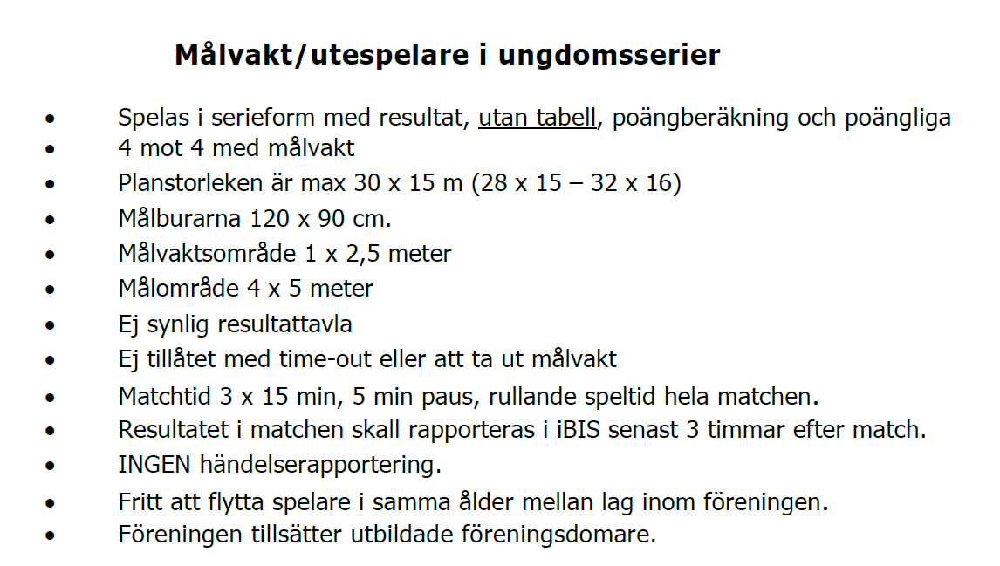 Målvakt/utespelare i ungdomsserier
• Spelas i serieform med resultat, utan tabell, poängberäkning och poängliga
• 4 mot 4 med målvakt
• Planstorleken är max 30 x 15 m (28 x 15 – 32 x 16)
• Målburarna 120 x 90 cm.
• Målvaktsområde 1 x 2,5 meter
• Målområde 4 x 5 meter
• Ej synlig resultattavla
• Ej tillåtet med time-out eller att ta ut målvakt
• Matchtid 3 x 15 min, 5 min paus, rullande speltid hela matchen.
• Resultatet i matchen skall rapporteras i iBIS senast 3 timmar efter match.
• INGEN händelserapportering.
• Fritt att flytta spelare i samma ålder mellan lag inom föreningen.
• Föreningen tillsätter utbildade föreningsdomare.